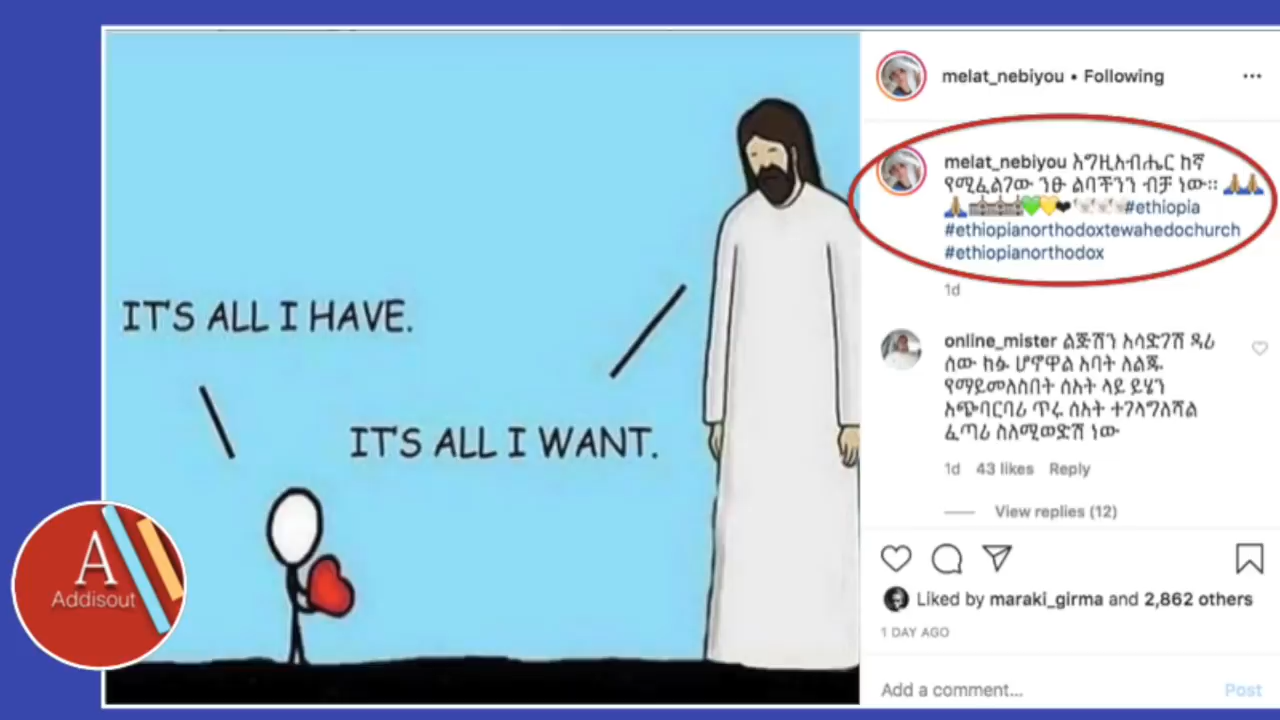 IT'S ALL I HAVE.
IT'S ALL I WANT.
A
Addisout
melat_nebiyou • Following
melat_nebiyou እግዚአብሔር ከኛ
የሚፈልገው ንፁ ልባችንን ብቻ ነው።
#ethiopia
#ethiopianorthodoxtewahedochurch
#ethiopianorthodox
1d
online_mister ልጅሽን አሳድገሽ ዳሪ
ሰው ከፉ ሆኖዋል አባት ስልጁ
የማይመለስበት ሰአት ላይ ይሄን
አጭባርባሪ ጥሩ ሰአት ተገላግለሻል
ፈጣሪ ስለሚወድሽ ነው
1d 43 likes Reply
View replies (12)
Liked by maraki_girma and 2,862 others
1 DAY AGO
Add a comment... Post